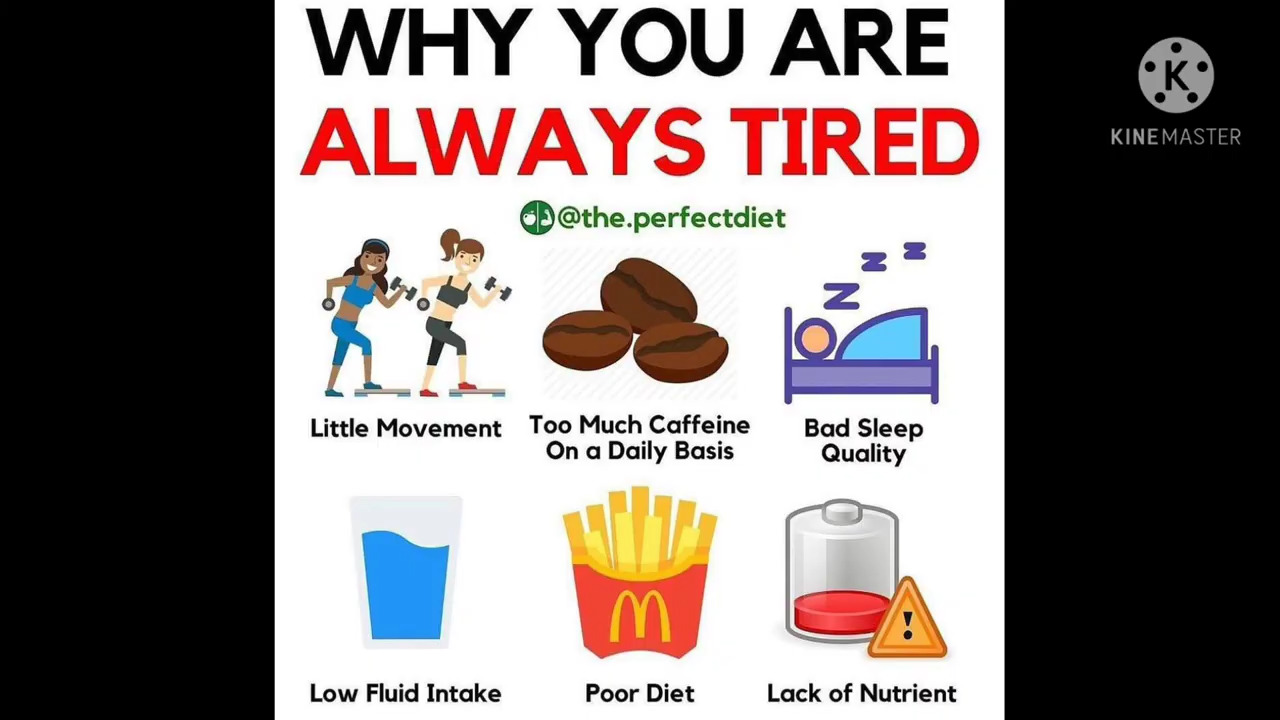 WHY YOU ARE
ALWAYS TIRED
@the.perfectdiet
Little Movement
Too Much Caffeine
On a Daily Basis
Bad Sleep
Quality
Low Fluid Intake
Poor Diet
Lack of Nutrient
K
KINEMASTER